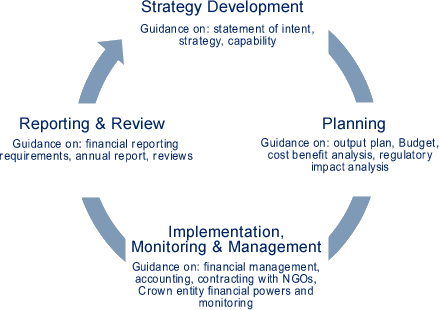 Strategy Development
Guidance on: statement of intent,
strategy, capability
Reporting & Review
Guidance on: financial reporting
requirements, annual report, reviews
Planning
Guidance on: output plan, Budget,
cost benefit analysis, regulatory
impact analysis
Implementation,
Monitoring & Management
Guidance on: financial management,
accounting, contracting with NGOs,
Crown entity financial powers and
monitoring